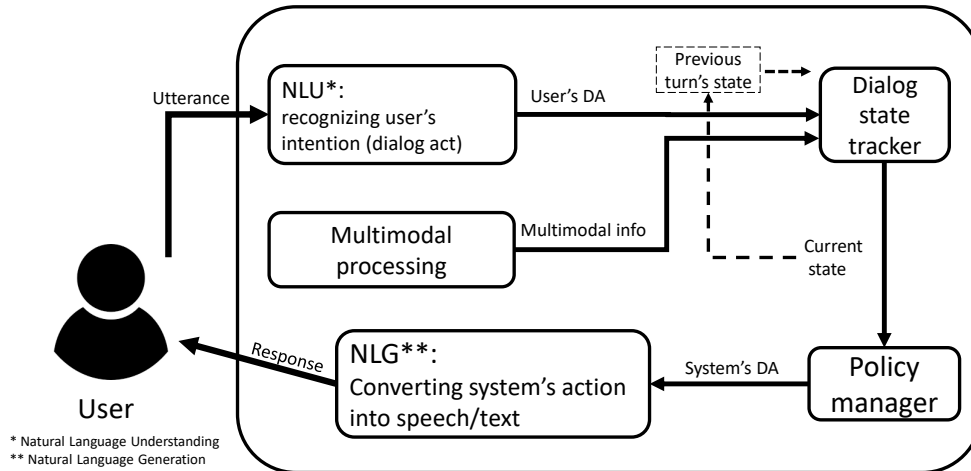 Utterance
NLU*:
recognizing user's
intention (dialog act)
User's DA
Previous
turn's state
Dialog
state
tracker
Multimodal
processing
Multimodal info
Current
state
Response
NLG**:
Converting system's action
into speech/text
System's DA
Policy
manager
User
* Natural Language Understanding
** Natural Language Generation